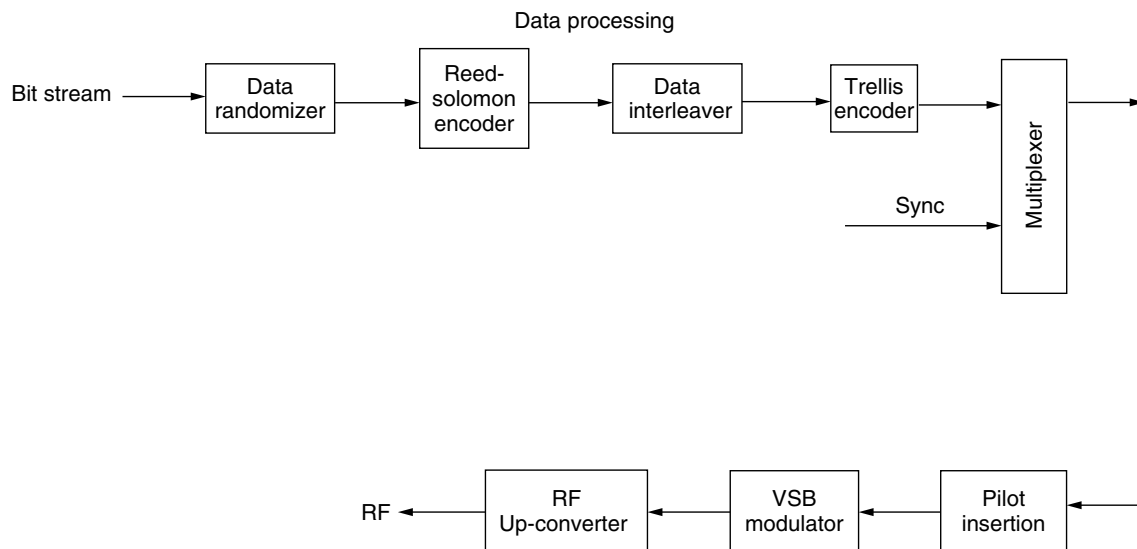 Data processing
Bit stream
Data
randomizer
Reed-
solomon
encoder
Data
interleaver
Trellis
encoder
Multiplexer
Sync
RF
RF
Up-converter
VSB
modulator
Pilot
insertion